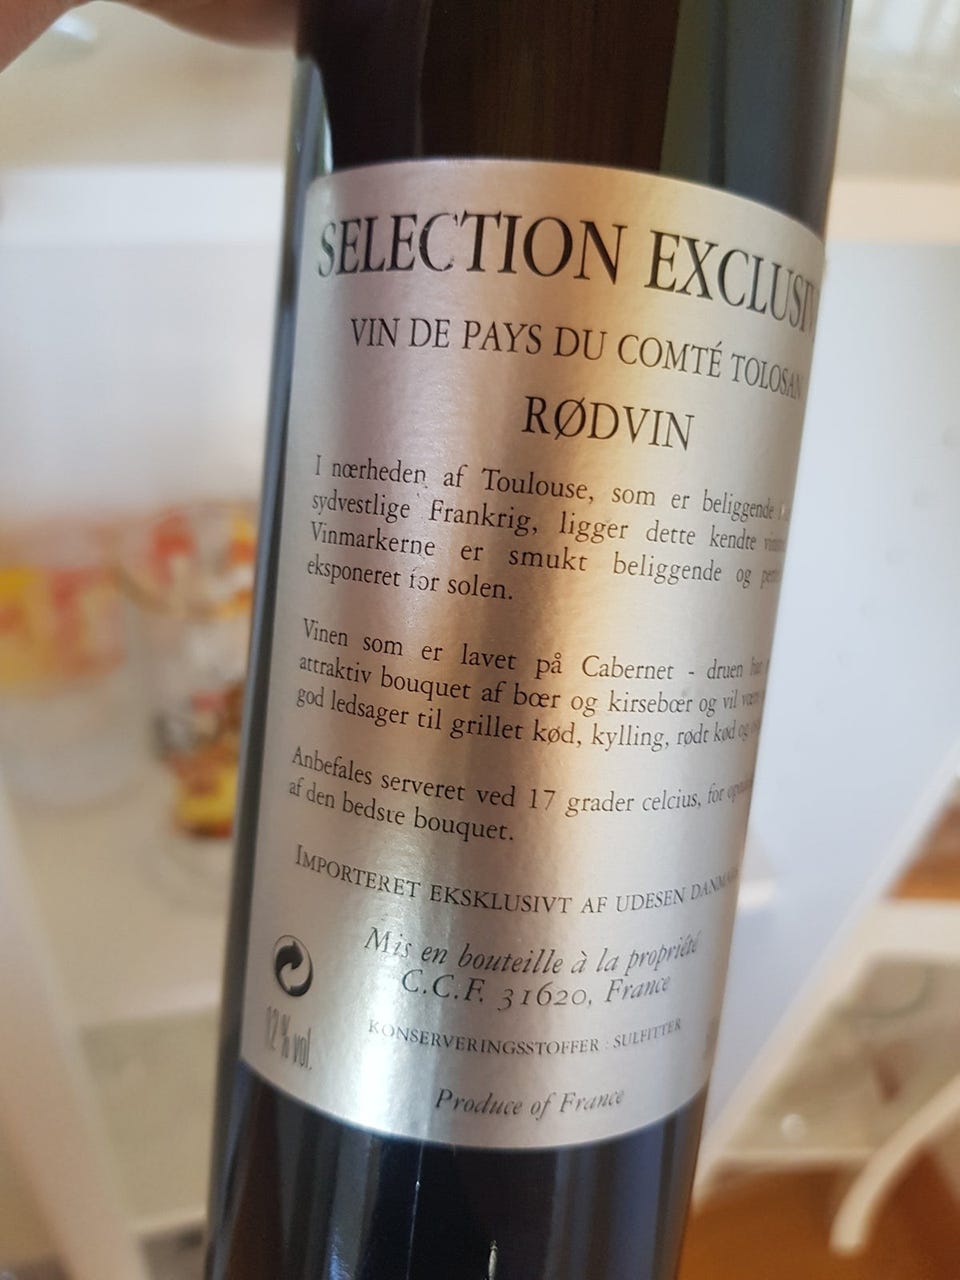 SELECTION EXCLUSIV
VIN DE PAYS DU COMTÉ TOLOSAN
RØDVIN
I nærheden af Toulouse, som er beliggende
sydvestlige Frankrig, ligger dette kendte
Vinmarkerne er smukt beliggende og
eksponeret for solen.
Vinen som er lavet på Cabernet - druen har
attraktiv bouquet af bær og kirsebær og vil
god ledsager til grillet kød, kylling, rødt kød og
Anbefales serveret ved 17 grader celcius, for
af den bedste bouquet.
IMPORTERET EKSKLUSIVT AF UDESEN DANMARK
Mis en bouteille à la propriété
C.C.F. 31620, France
KONSERVERINGSSTOFFER : SULFITTER
12% vol.
Produce of France